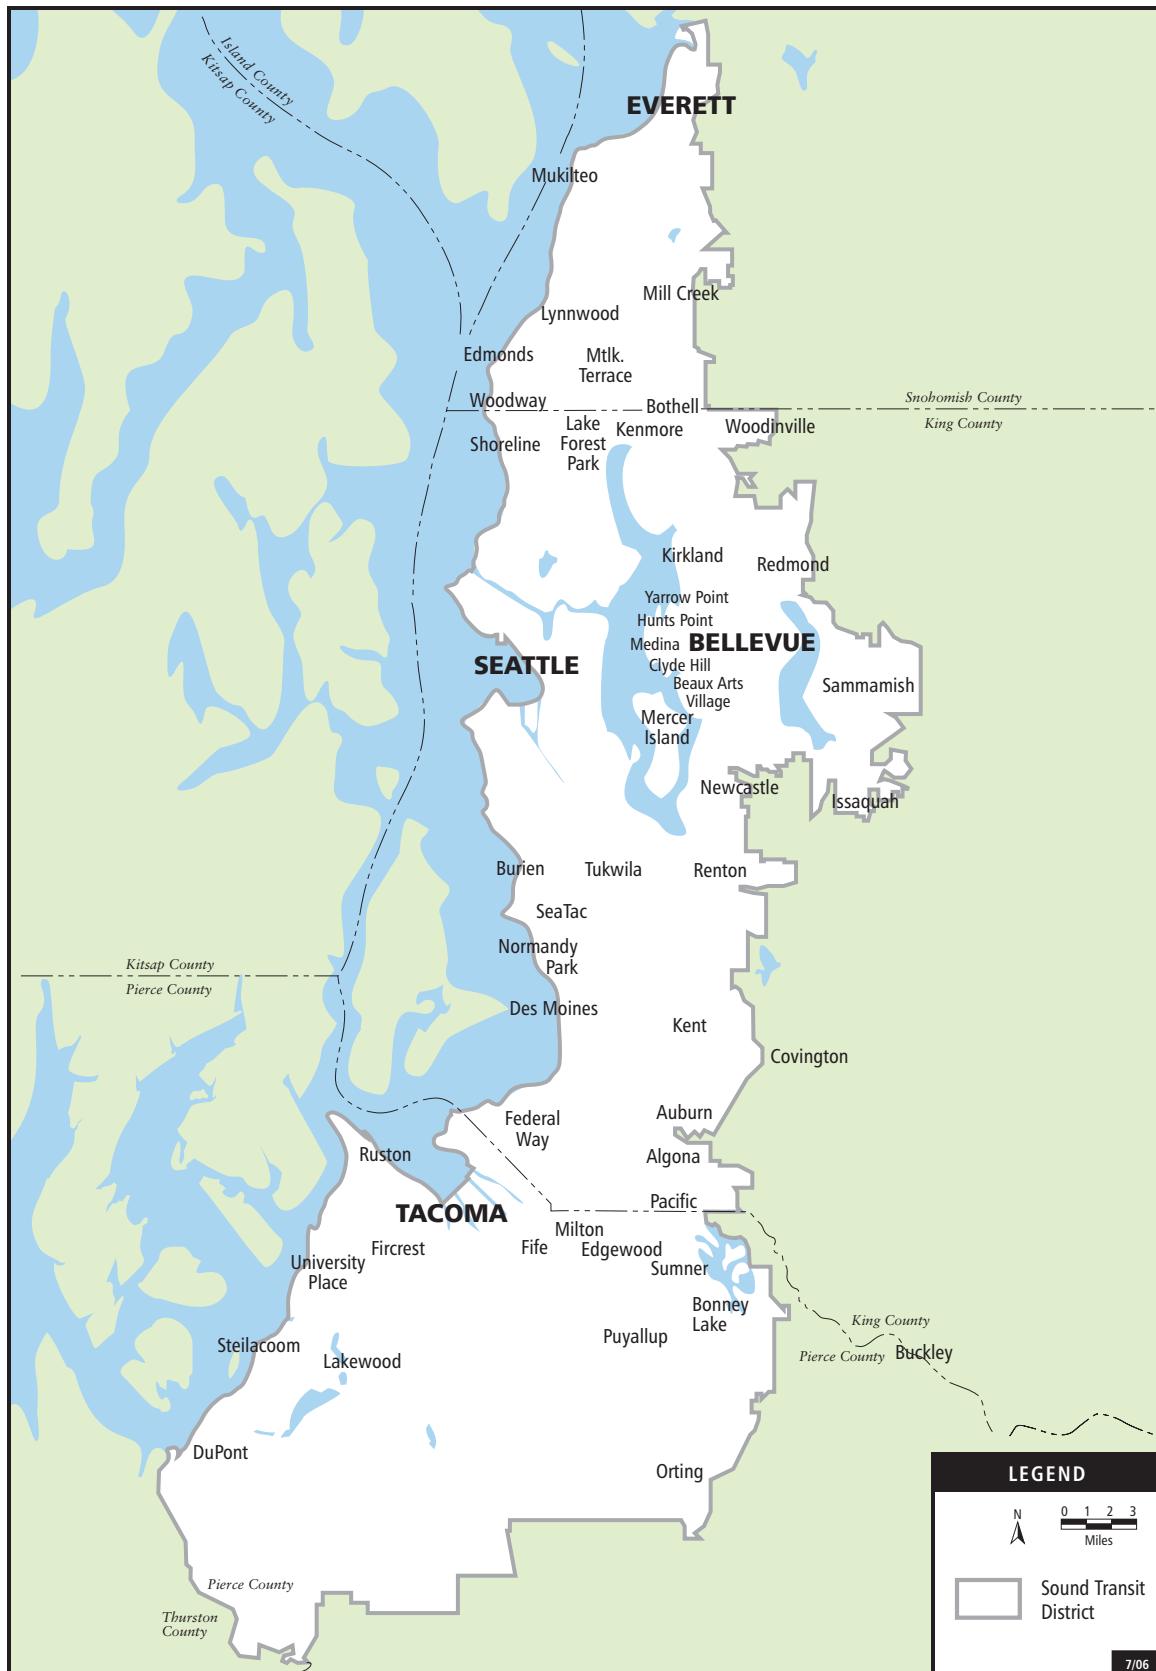 Island County
Kitsap County
EVERETT
Mukilteo
Mill Creek
Lynnwood
Edmonds
Mtlk.
Terrace
Woodway
Bothell
Snohomish County
King County
Woodinville
Kenmore
Lake
Forest
Park
Shoreline
Kirkland
Redmond
Yarrow Point
Hunts Point
Medina
BELLEVUE
SEATTLE
Clyde Hill
Beaux Arts
Village
Sammamish
Mercer
Island
Newcastle
Issaquah
Burien
Tukwila
Renton
SeaTac
Normandy
Park
Kitsap County
Pierce County
Des Moines
Kent
Covington
Federal
Way
Auburn
Ruston
Algona
Pacific
TACOMA
Milton
Fife
Edgewood
Fircrest
University
Place
Sumner
Bonney
Lake
King County
Pierce County
Buckley
Puyallup
Steilacoom
Lakewood
DuPont
Orting
Pierce County
Thurston
County
LEGEND
N
0 1 2 3
Miles
Sound Transit
District
7/06